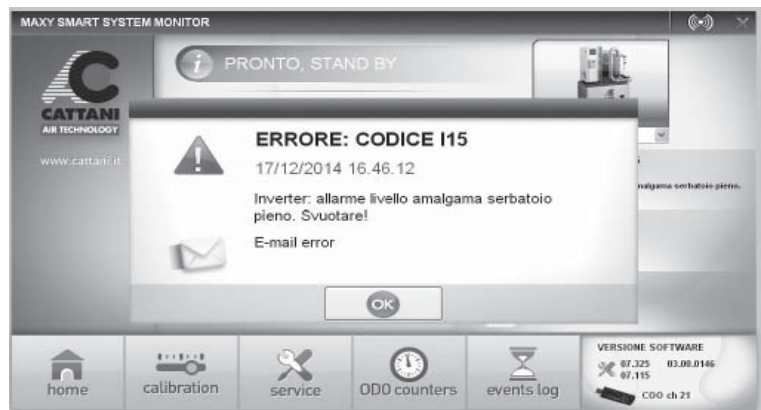 MAXY SMART SYSTEM MONITOR
CATTANI
AIR TECHNOLOGY
www.cattani.it
PRONTO, STAND BY
ERRORE: CODICE I15
17/12/2014 16.46.12
Inverter: allarme livello amalgama serbatoio
pieno. Svuotare!
E-mail error
OK
amalgama serbatoio pieno.
home
calibration
service
ODO counters
events log
VERSIONE SOFTWARE
07.325 03.00.0146
07.115
COO ch 21